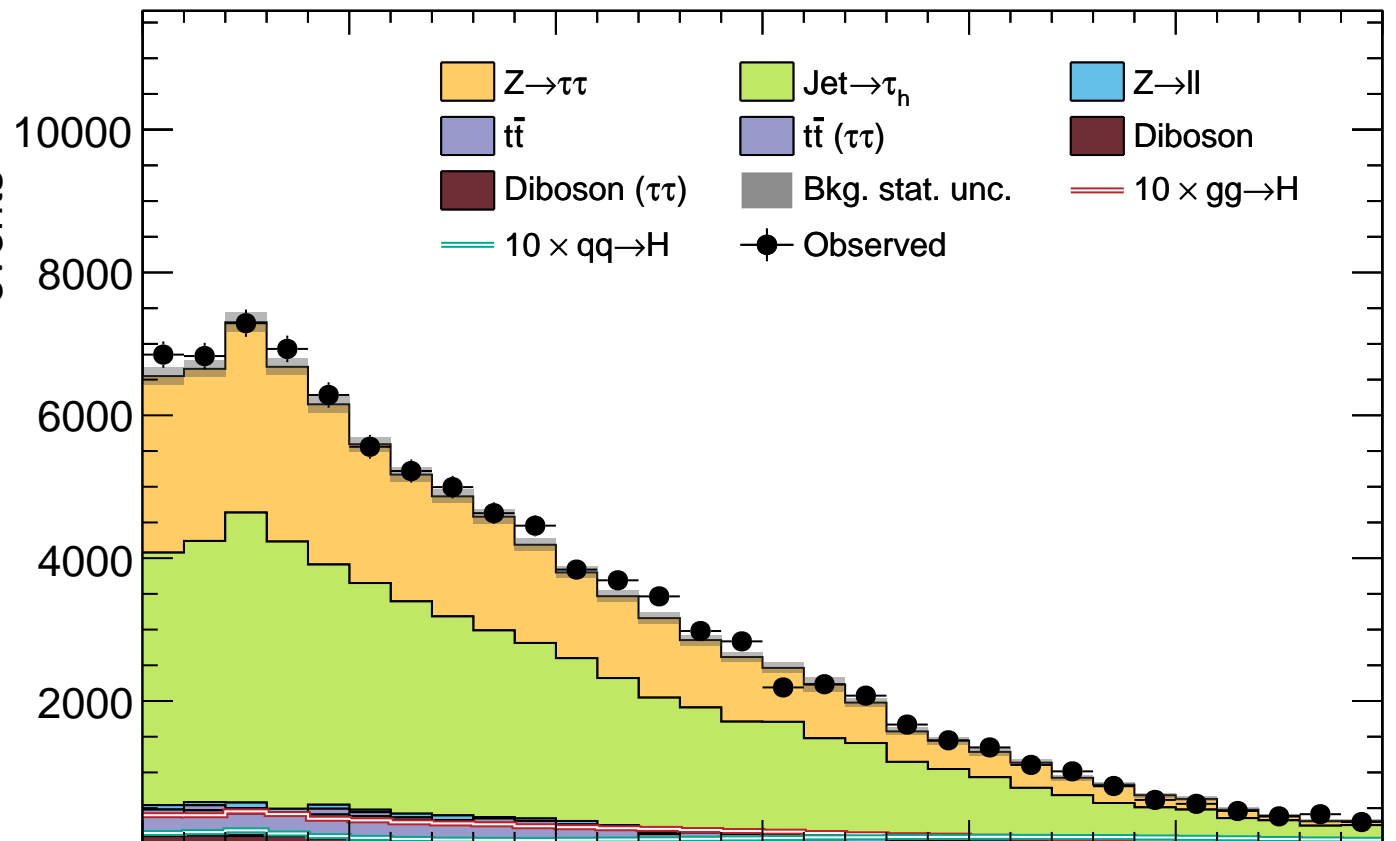 Z→ττ Jet→τh Z→ll
tt̄ tt̄ (ττ) Diboson
Diboson (ττ) Bkg. stat. unc. 10 × gg→H
10 × qq→H Observed
10000
8000
6000
4000
2000